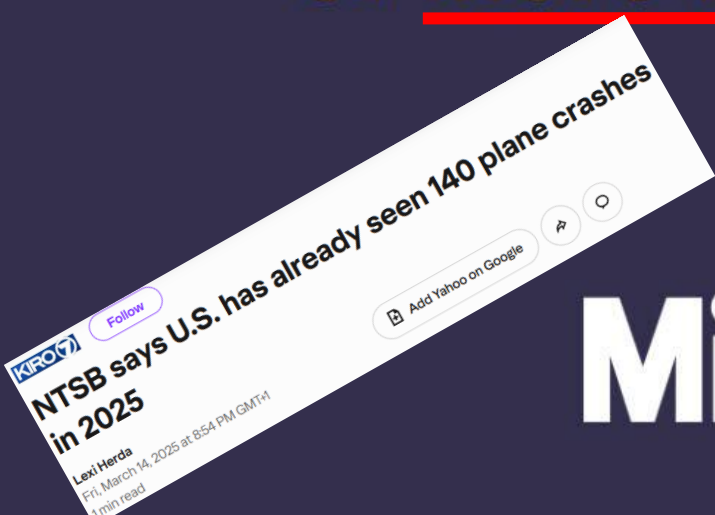 KIRO 7
Follow
NTSB says U.S. has already seen 140 plane crashes
in 2025
Lexi Herda
Fri, March 14, 2025 at 8:54 PM GMT+1
1 min read
Add Yahoo on Google